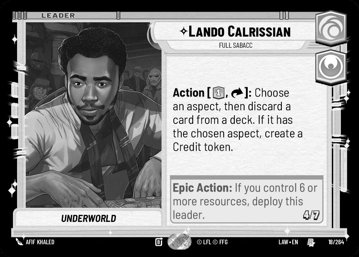 LEADER
LANDO CALRISSIAN
FULL SABACC
Action [1, ]: Choose
an aspect, then discard a
card from a deck. If it has
the chosen aspect, create a
Credit token.
Epic Action: If you control 6 or
more resources, deploy this
leader.
4/7
UNDERWORLD
AFIF KHALED
© LFL © FFG
LAW • EN
18/264